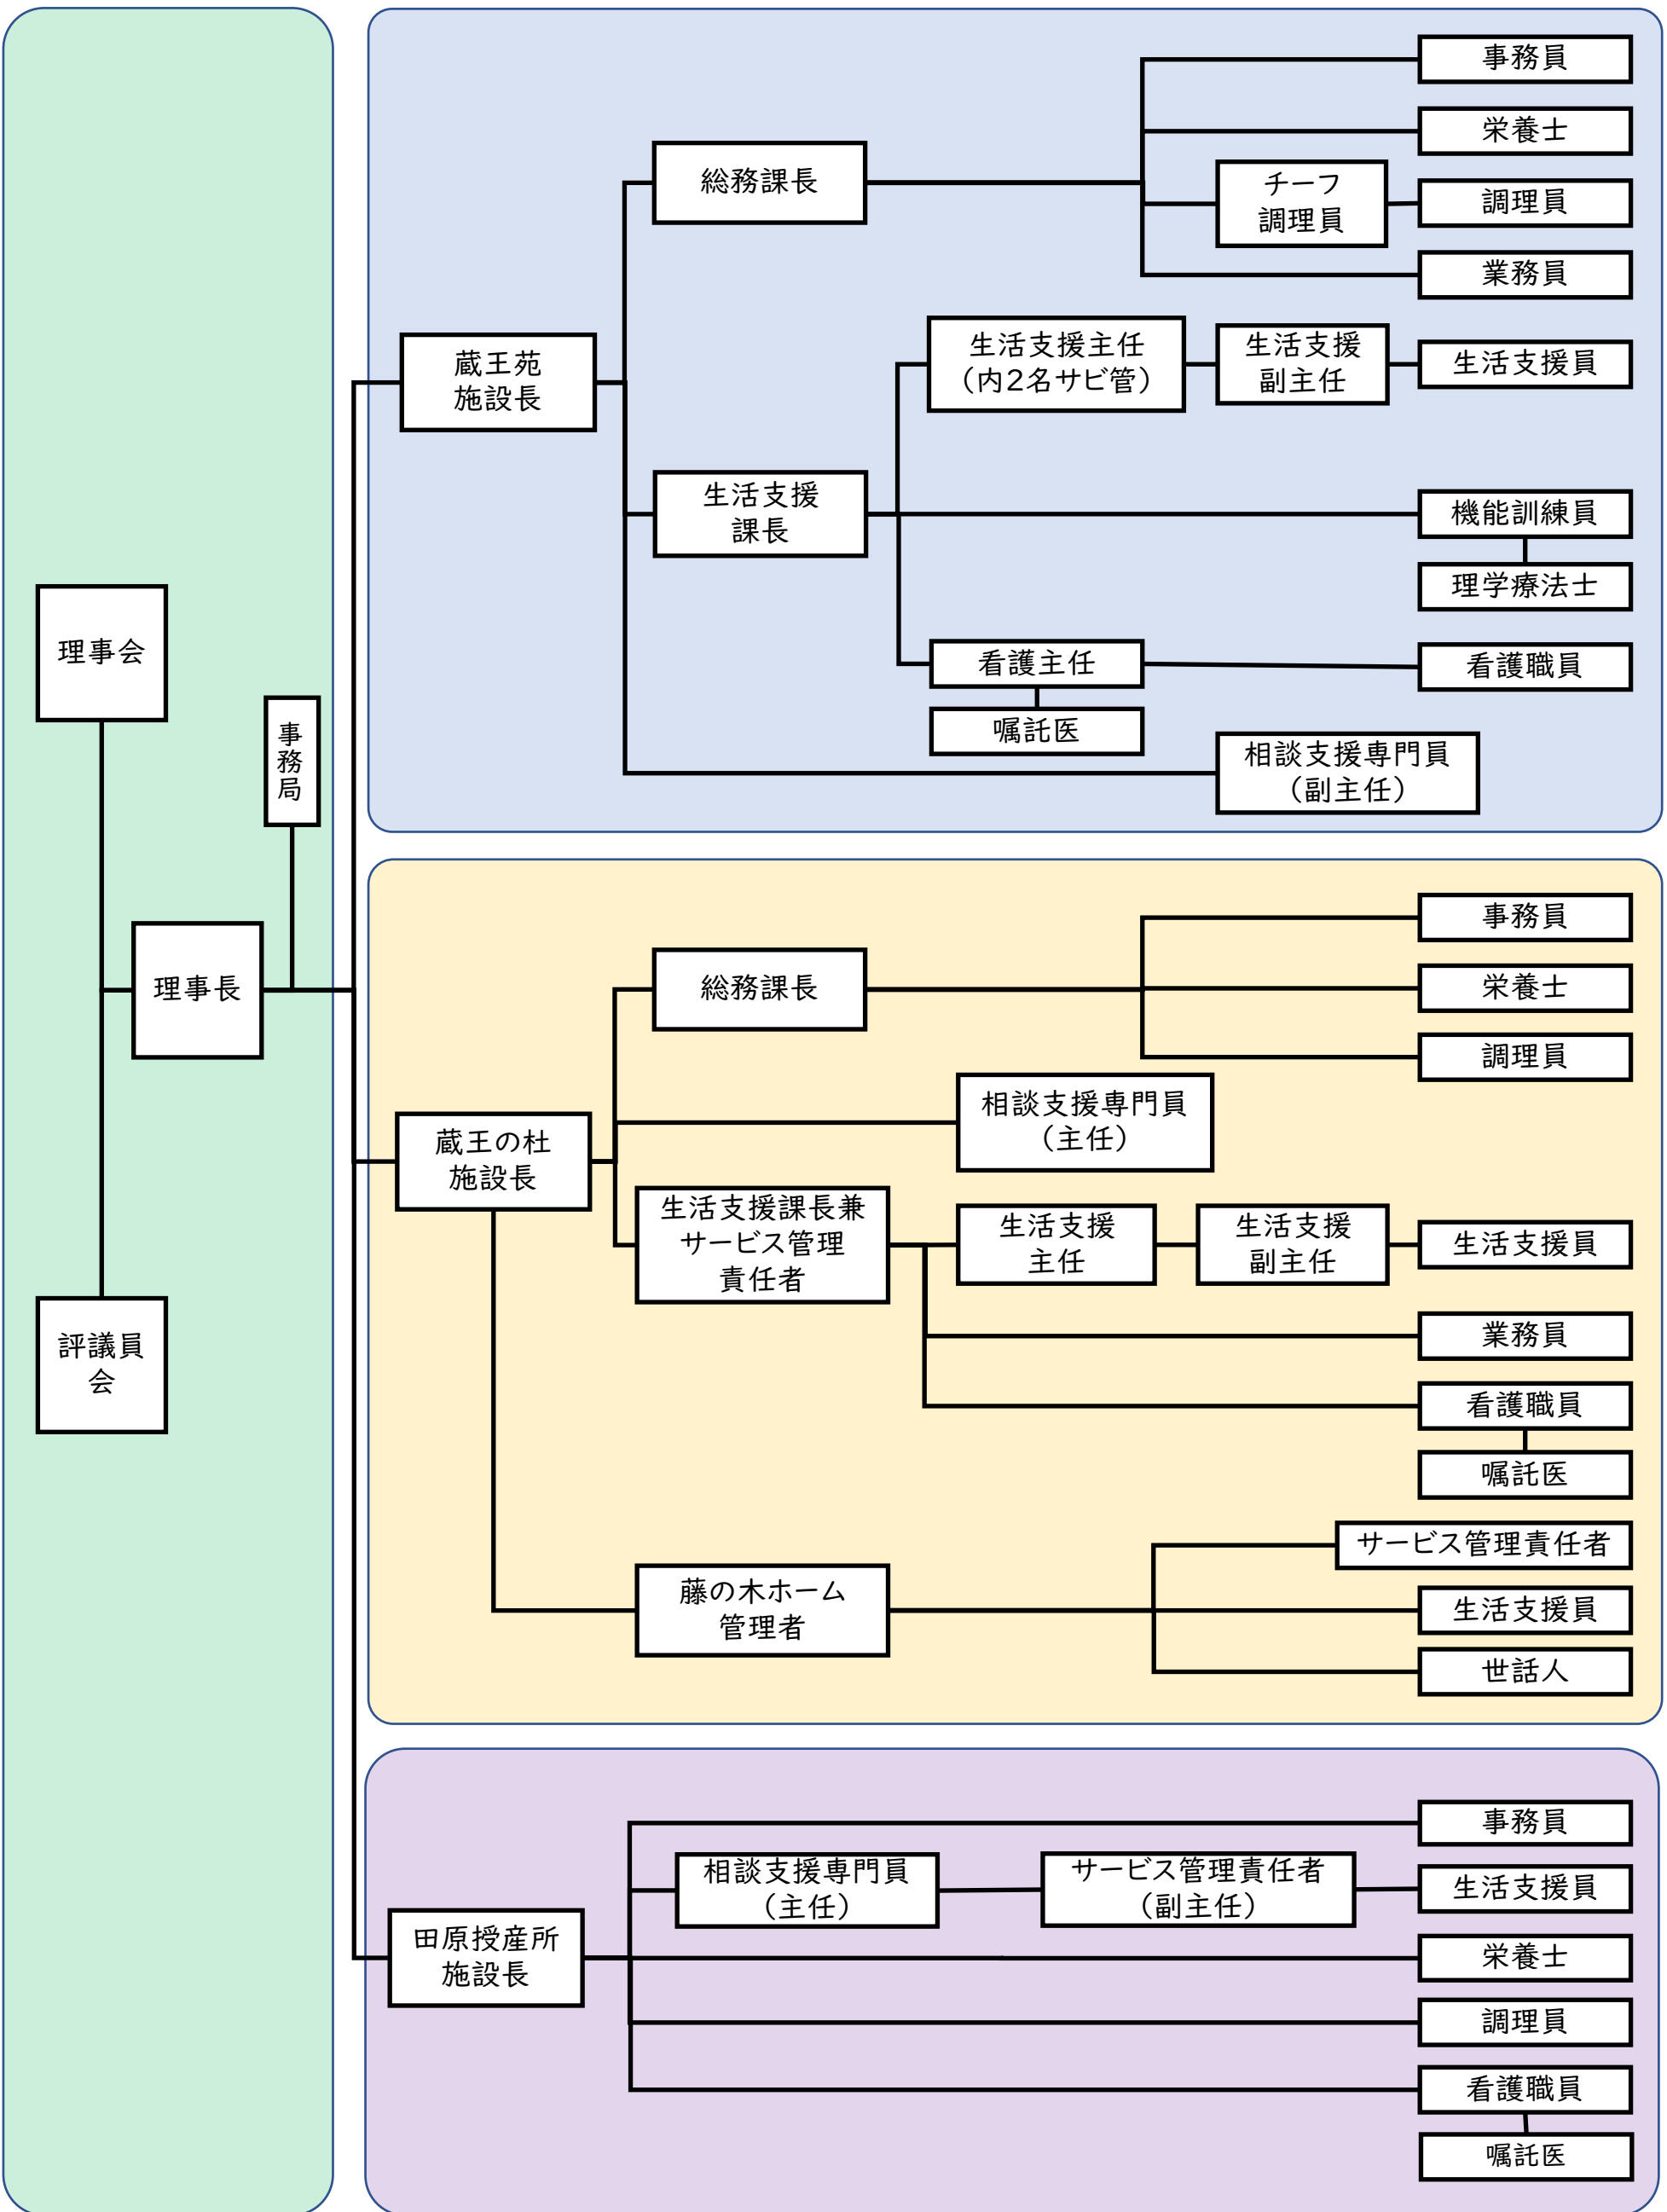 理事会
事
務
局
理事長
評議員
会
蔵王苑
施設長
総務課長
事務員
栄養士
チーフ
調理員
調理員
業務員
生活支援
課長
生活支援主任
（内２名サビ管）
生活支援
副主任
生活支援員
機能訓練員
理学療法士
看護主任
看護職員
嘱託医
相談支援専門員
（副主任）
蔵王の杜
施設長
総務課長
事務員
栄養士
調理員
相談支援専門員
（主任）
生活支援課長兼
サービス管理
責任者
生活支援
主任
生活支援
副主任
生活支援員
業務員
看護職員
嘱託医
藤の木ホーム
管理者
サービス管理責任者
生活支援員
世話人
田原授産所
施設長
事務員
相談支援専門員
（主任）
サービス管理責任者
（副主任）
生活支援員
栄養士
調理員
看護職員
嘱託医